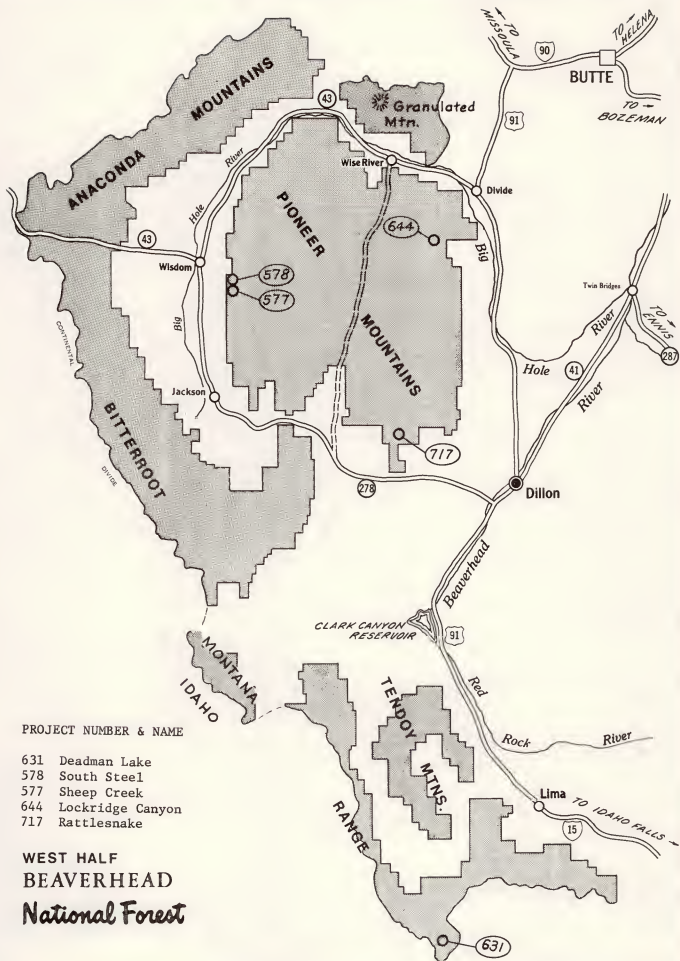 TO MISSOULA
90
TO HELENA
BUTTE
TO BOZEMAN
91
MOUNTAINS
ANACONDA
43
Granulated
Mtn.
River
Hole
Wise River
Divide
PIONEER
644
Big
43
Wisdom
578
577
Twin Bridges
TO ENNIS
287
CONTINENTAL
DIVIDE
Big
MOUNTAINS
Hole
River
41
River
Jackson
BITTERROOT
717
278
Dillon
Beaverhead
CLARK CANYON
RESERVOIR
91
MONTANA
IDAHO
Red
Rock
River
TENDOY
MTNS.
RANGE
Lima
TO IDAHO FALLS
15
631
PROJECT NUMBER & NAME
631 Deadman Lake
578 South Steel
577 Sheep Creek
644 Lockridge Canyon
717 Rattlesnake
WEST HALF
BEAVERHEAD
National Forest